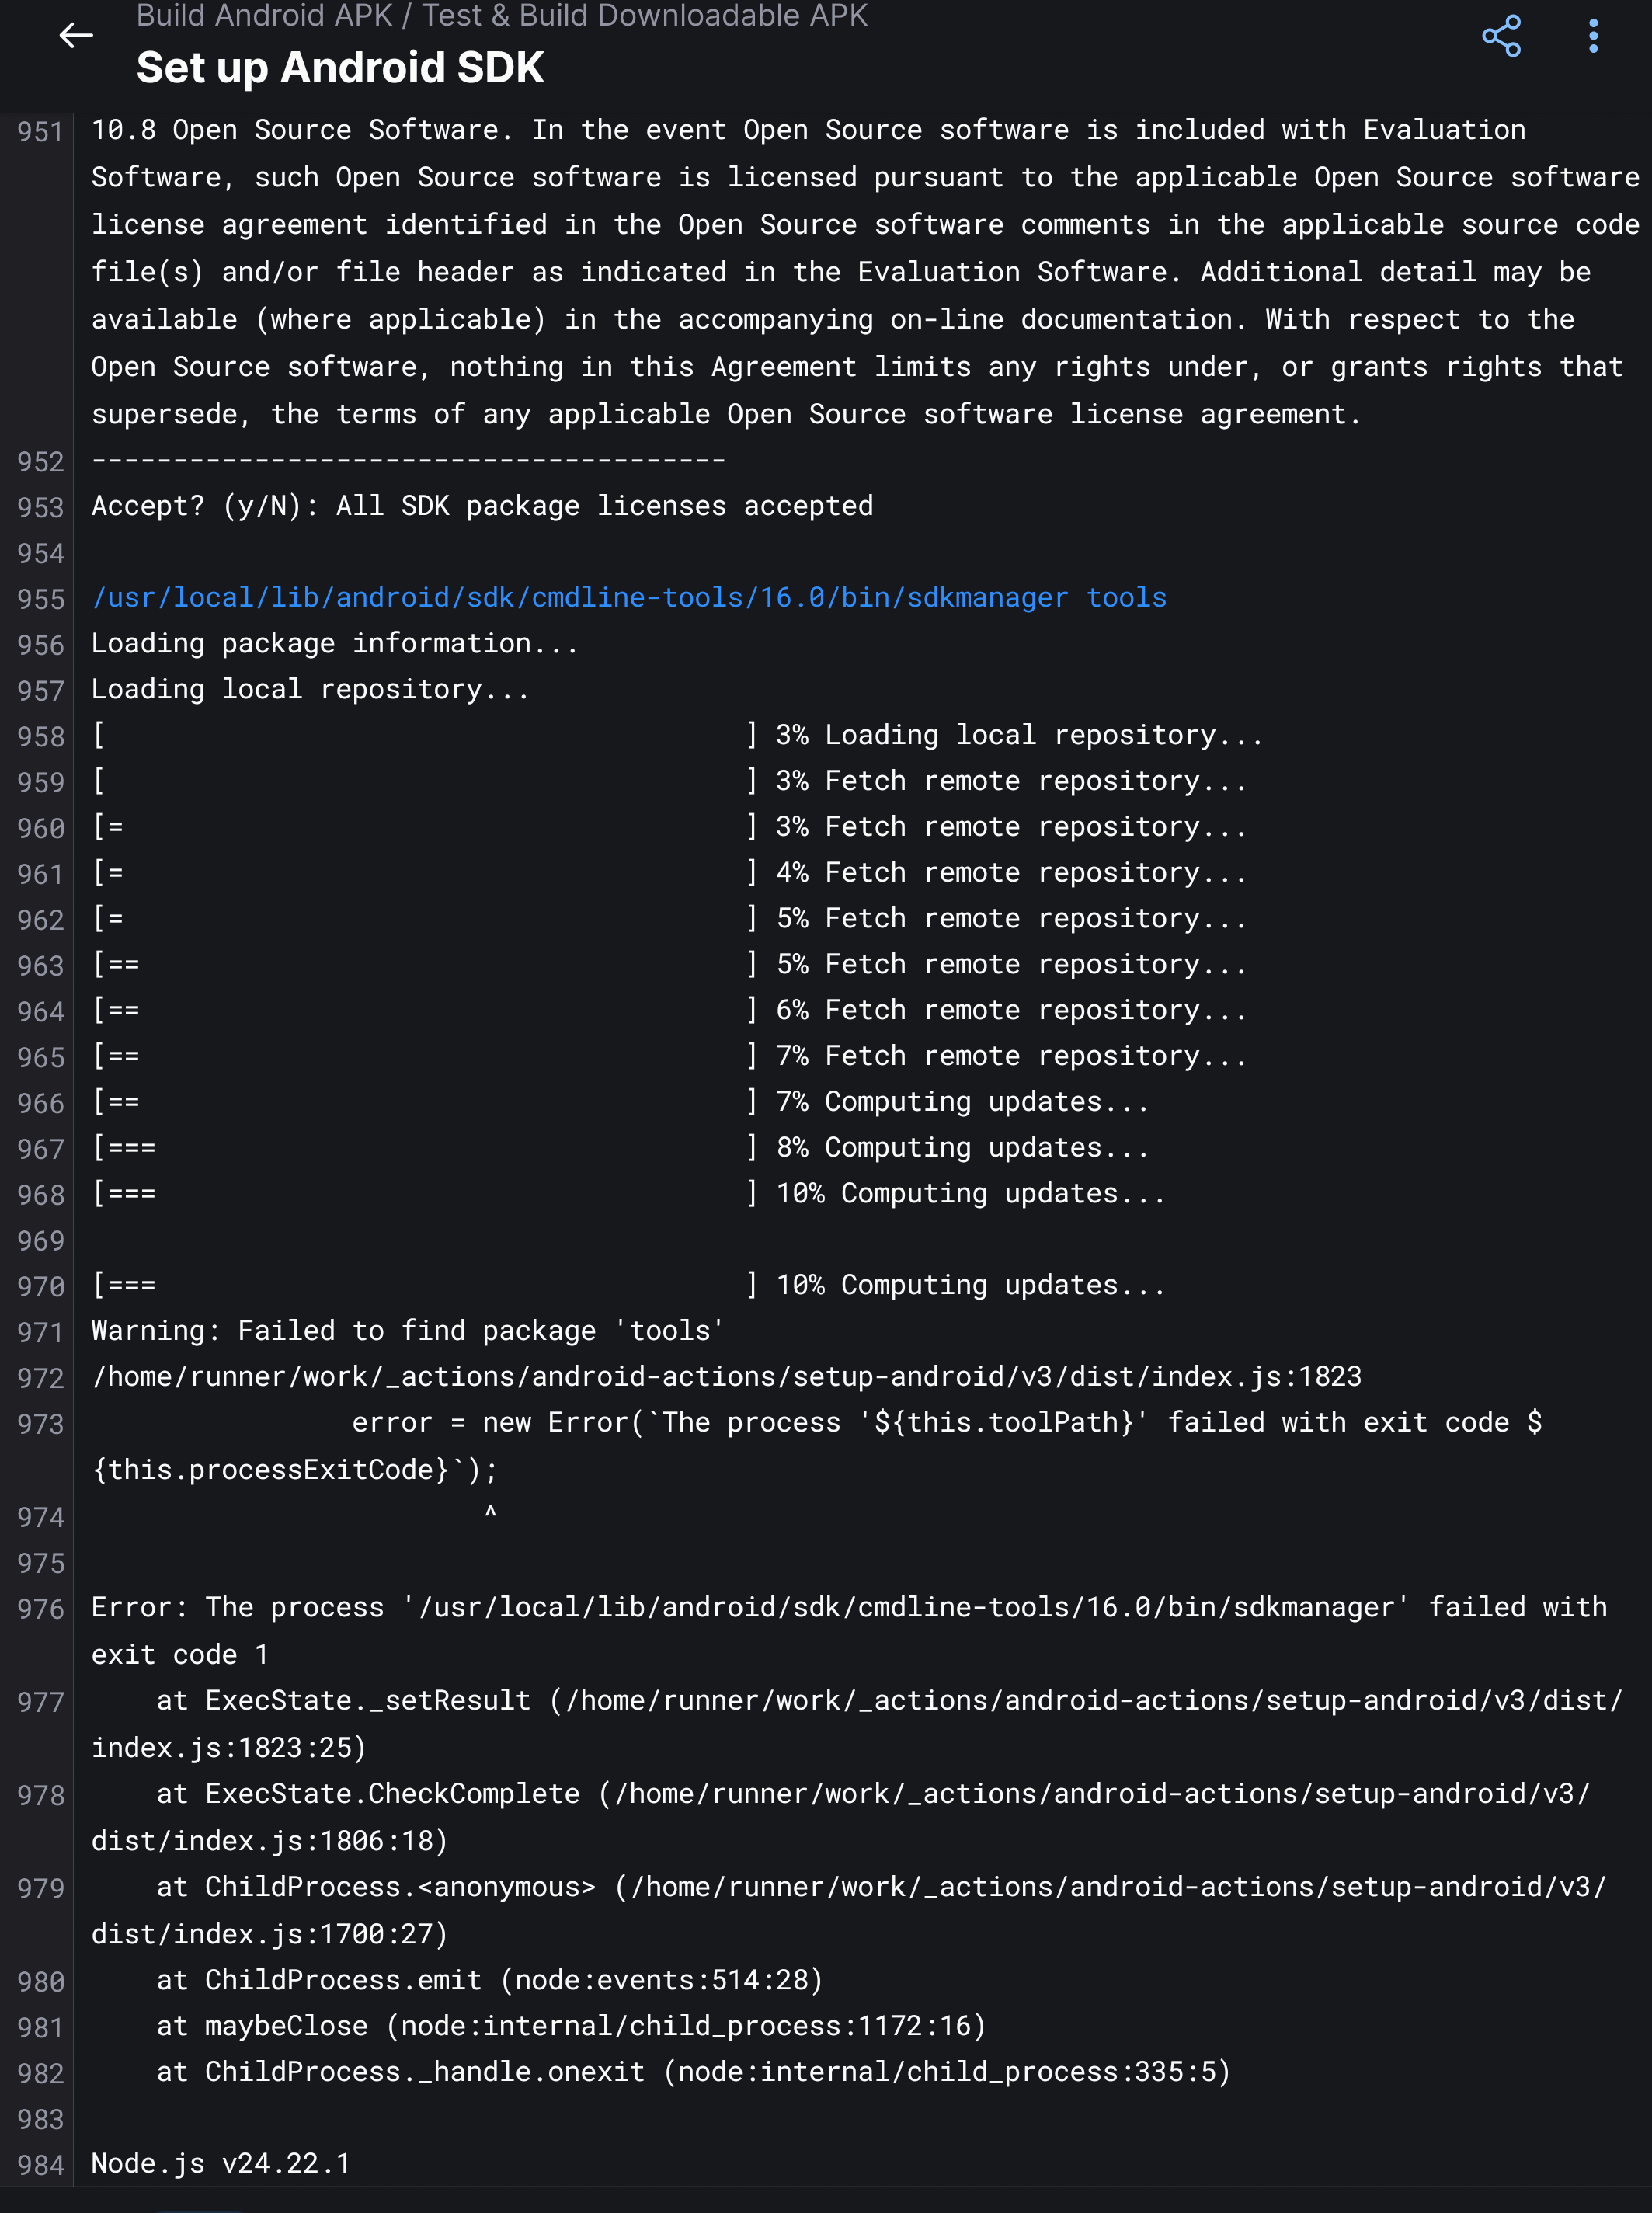 Build Android APK / Test & Build Downloadable APK
Set up Android SDK
951 10.8 Open Source Software. In the event Open Source software is included with Evaluation
Software, such Open Source software is licensed pursuant to the applicable Open Source software
license agreement identified in the Open Source software comments in the applicable source code
file(s) and/or file header as indicated in the Evaluation Software. Additional detail may be
available (where applicable) in the accompanying on-line documentation. With respect to the
Open Source software, nothing in this Agreement limits any rights under, or grants rights that
supersede, the terms of any applicable Open Source software license agreement.
952 ---------------------------------------
953 Accept? (y/N): All SDK package licenses accepted
954
955 /usr/local/lib/android/sdk/cmdline-tools/16.0/bin/sdkmanager tools
956 Loading package information...
957 Loading local repository...
958 [                                       ] 3% Loading local repository...
959 [                                       ] 3% Fetch remote repository...
960 [=                                      ] 3% Fetch remote repository...
961 [=                                      ] 4% Fetch remote repository...
962 [=                                      ] 5% Fetch remote repository...
963 [==                                     ] 5% Fetch remote repository...
964 [==                                     ] 6% Fetch remote repository...
965 [==                                     ] 7% Fetch remote repository...
966 [==                                     ] 7% Computing updates...
967 [===                                    ] 8% Computing updates...
968 [===                                    ] 10% Computing updates...
969
970 [===                                    ] 10% Computing updates...
971 Warning: Failed to find package 'tools'
972 /home/runner/work/_actions/android-actions/setup-android/v3/dist/index.js:1823
973                 error = new Error(`The process '${this.toolPath}' failed with exit code $
{this.processExitCode}`);
974                         ^
975
976 Error: The process '/usr/local/lib/android/sdk/cmdline-tools/16.0/bin/sdkmanager' failed with
exit code 1
977     at ExecState._setResult (/home/runner/work/_actions/android-actions/setup-android/v3/dist/
index.js:1823:25)
978     at ExecState.CheckComplete (/home/runner/work/_actions/android-actions/setup-android/v3/
dist/index.js:1806:18)
979     at ChildProcess.<anonymous> (/home/runner/work/_actions/android-actions/setup-android/v3/
dist/index.js:1700:27)
980     at ChildProcess.emit (node:events:514:28)
981     at maybeClose (node:internal/child_process:1172:16)
982     at ChildProcess._handle.onexit (node:internal/child_process:335:5)
983
984 Node.js v24.22.1